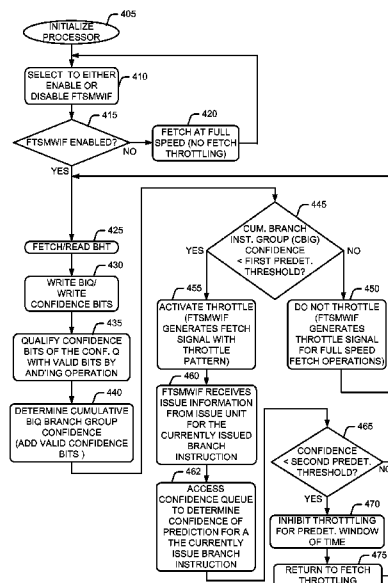 405
INITIALIZE
PROCESSOR
SELECT TO EITHER
ENABLE OR
DISABLE FTSMWIF
410
415
FTSMWIF ENABLED?
NO
YES
420
FETCH AT FULL
SPEED (NO FETCH
THROTTLING)
425
FETCH/READ BHT
430
WRITE BIQ/
WRITE
CONFIDENCE BITS
435
QUALIFY CONFIDENCE
BITS OF THE CONF. Q
WITH VALID BITS BY
AND'ING OPERATION
440
DETERMINE CUMULATIVE
BIQ BRANCH GROUP
CONFIDENCE
(ADD VALID CONFIDENCE
BITS )
445
CUM. BRANCH
INST. GROUP (CBIG)
CONFIDENCE
< FIRST PREDET.
THRESHOLD?
YES
NO
455
ACTIVATE THROTTLE
(FTSMWIF
GENERATES FETCH
SIGNAL WITH
THROTTLE
PATTERN)
450
DO NOT THROTTLE
(FTSMWIF
GENERATES
THROTTLE SIGNAL
FOR FULL SPEED
FETCH OPERATIONS)
460
FTSMWIF RECEIVES
ISSUE INFORMATION
FROM ISSUE UNIT
FOR THE
CURRENTLY ISSUED
BRANCH
INSTRUCTION
462
ACCESS
CONFIDENCE QUEUE
TO DETERMINE
CONFIDENCE OF
PREDICTION FOR A
THE CURRENTLY
ISSUE BRANCH
INSTRUCTION
465
CONFIDENCE
< SECOND PREDET.
THRESHOLD?
NO
YES
470
INHIBIT THROTTTLING
FOR PREDET. WINDOW
OF TIME
475
RETURN TO FETCH
THROTTLING